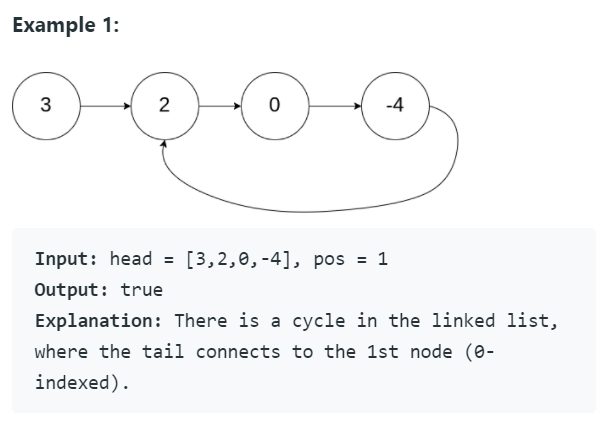 Example 1:
3 2 0 -4
Input: head = [3,2,0,-4], pos = 1
Output: true
Explanation: There is a cycle in the linked list,
where the tail connects to the 1st node (0-
indexed).